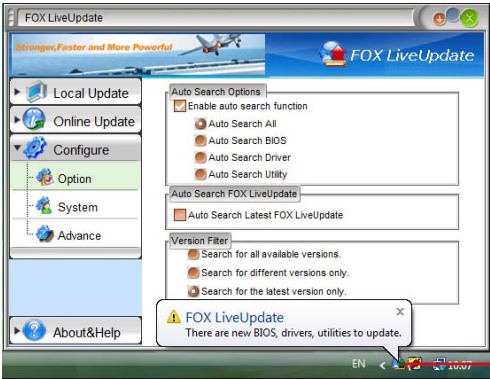 FOX LiveUpdate
Stronger,Faster and More Powerful
FOX LiveUpdate
Local Update
Online Update
Configure
Option
System
Advance
About&Help
Auto Search Options
Enable auto search function
Auto Search All
Auto Search BIOS
Auto Search Driver
Auto Search Utility
Auto Search FOX LiveUpdate
Auto Search Latest FOX LiveUpdate
Version Filter
Search for all available versions.
Search for different versions only.
Search for the latest version only.
FOX LiveUpdate
There are new BIOS, drivers, utilities to update.
EN